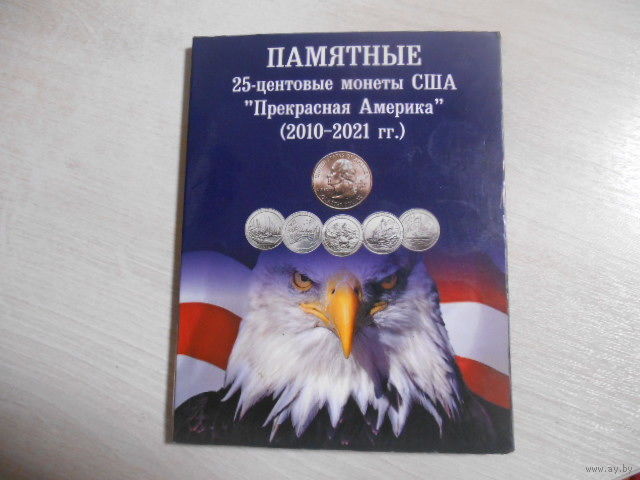 ПАМЯТНЫЕ
25-центовые монеты США
"Прекрасная Америка"
(2010-2021 гг.)
www.ay.by